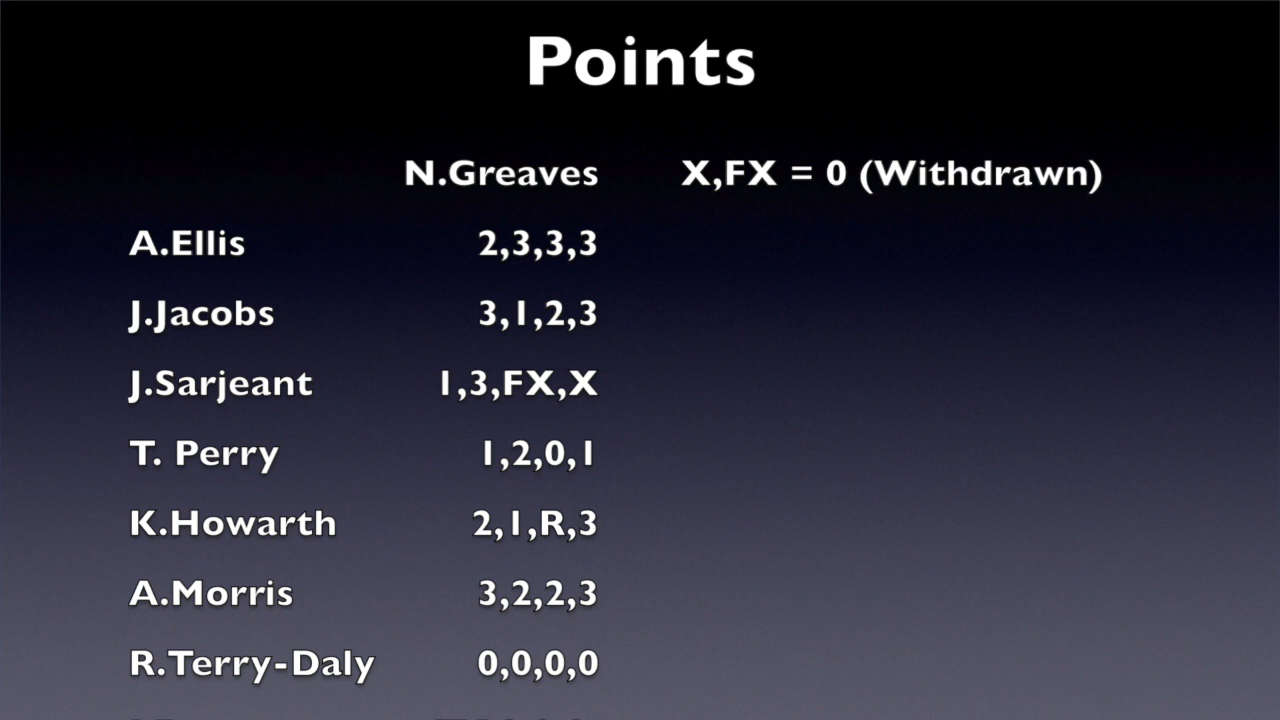 Points
N.Greaves X,FX = 0 (Withdrawn)
A.Ellis 2,3,3,3
J.Jacobs 3,1,2,3
J.Sarjeant 1,3,FX,X
T. Perry 1,2,0,1
K.Howarth 2,1,R,3
A.Morris 3,2,2,3
R.Terry-Daly 0,0,0,0